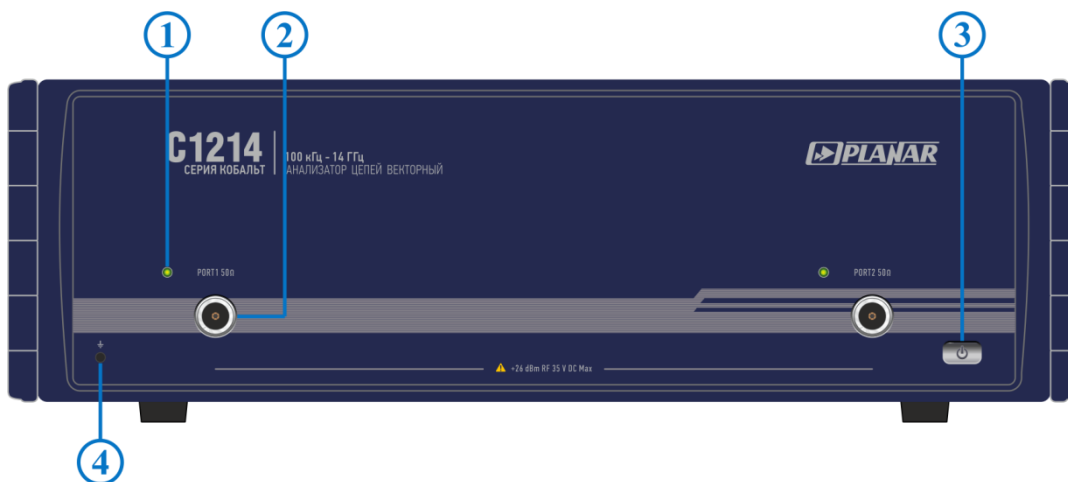 1
2
3
C1214
СЕРИЯ КОБАЛЬТ
100 кГц - 14 ГГц
АНАЛИЗАТОР ЦЕПЕЙ ВЕКТОРНЫЙ
PLANAR
PORT1 50Ω
PORT2 50Ω
+26 dBm RF 35 V DC Max
4